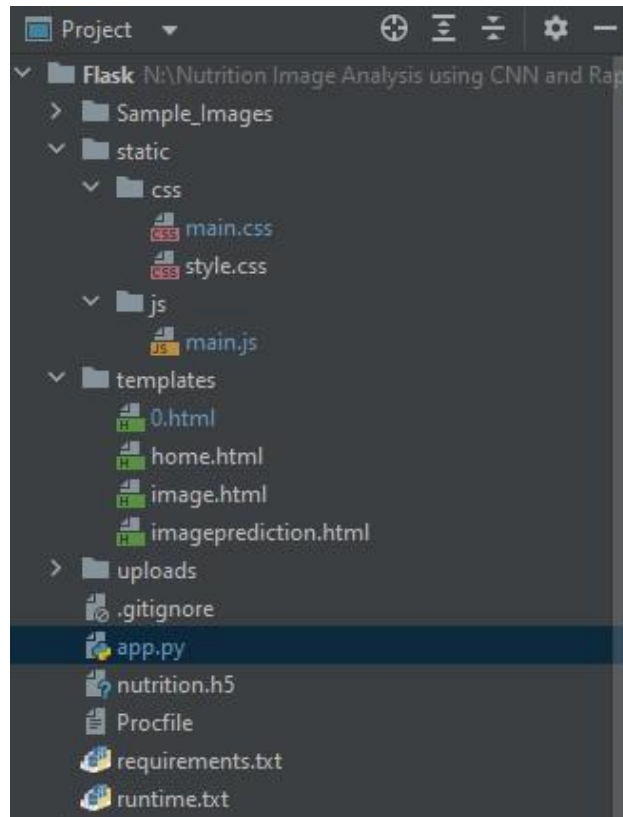 Project
Flask N:\Nutrition Image Analysis using CNN and Rap
Sample_Images
static
css
main.css
style.css
js
main.js
templates
0.html
home.html
image.html
imageprediction.html
uploads
.gitignore
app.py
nutrition.h5
Procfile
requirements.txt
runtime.txt